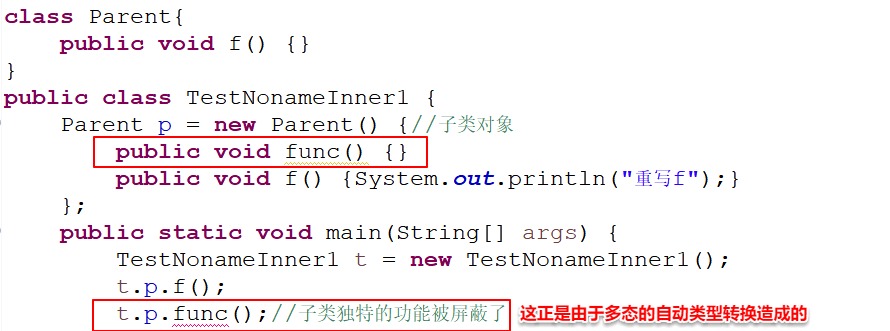 class Parent{
    public void f() {}
}
public class TestNonameInner1 {
    Parent p = new Parent() {//子类对象
        public void func() {}
        public void f() {System.out.println("重写f");}
    };
    public static void main(String[] args) {
        TestNonameInner1 t = new TestNonameInner1();
        t.p.f();
        t.p.func();//子类独特的功能被屏蔽了 这正是由于多态的自动类型转换造成的